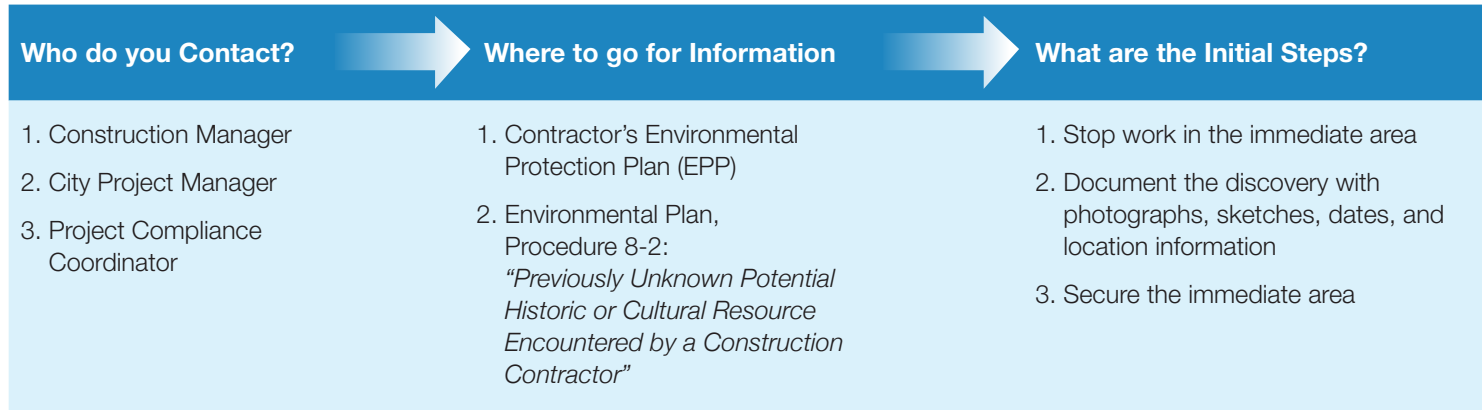 Who do you Contact?
Where to go for Information
What are the Initial Steps?
1. Construction Manager
2. City Project Manager
3. Project Compliance
Coordinator
1. Contractor’s Environmental
Protection Plan (EPP)
2. Environmental Plan,
Procedure 8-2:
“Previously Unknown Potential
Historic or Cultural Resource
Encountered by a Construction
Contractor”
1. Stop work in the immediate area
2. Document the discovery with
photographs, sketches, dates, and
location information
3. Secure the immediate area